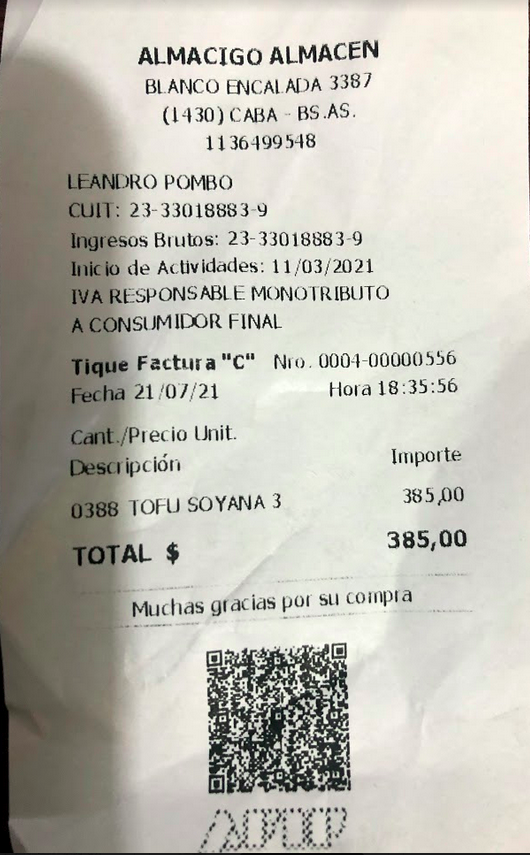 ALMACIGO ALMACEN
BLANCO ENCALADA 3387
(1430) CABA - BS.AS.
1136499548
LEANDRO POMBO
CUIT: 23-33018883-9
Ingresos Brutos: 23-33018883-9
Inicio de Actividades: 11/03/2021
IVA RESPONSABLE MONOTRIBUTO
A CONSUMIDOR FINAL
Tique Factura "C" Nro. 0004-00000556
Fecha 21/07/21 Hora 18:35:56
Cant./Precio Unit.
Descripción Importe
0388 TOFU SOYANA 3 385,00
TOTAL $ 385,00
Muchas gracias por su compra
AFIP